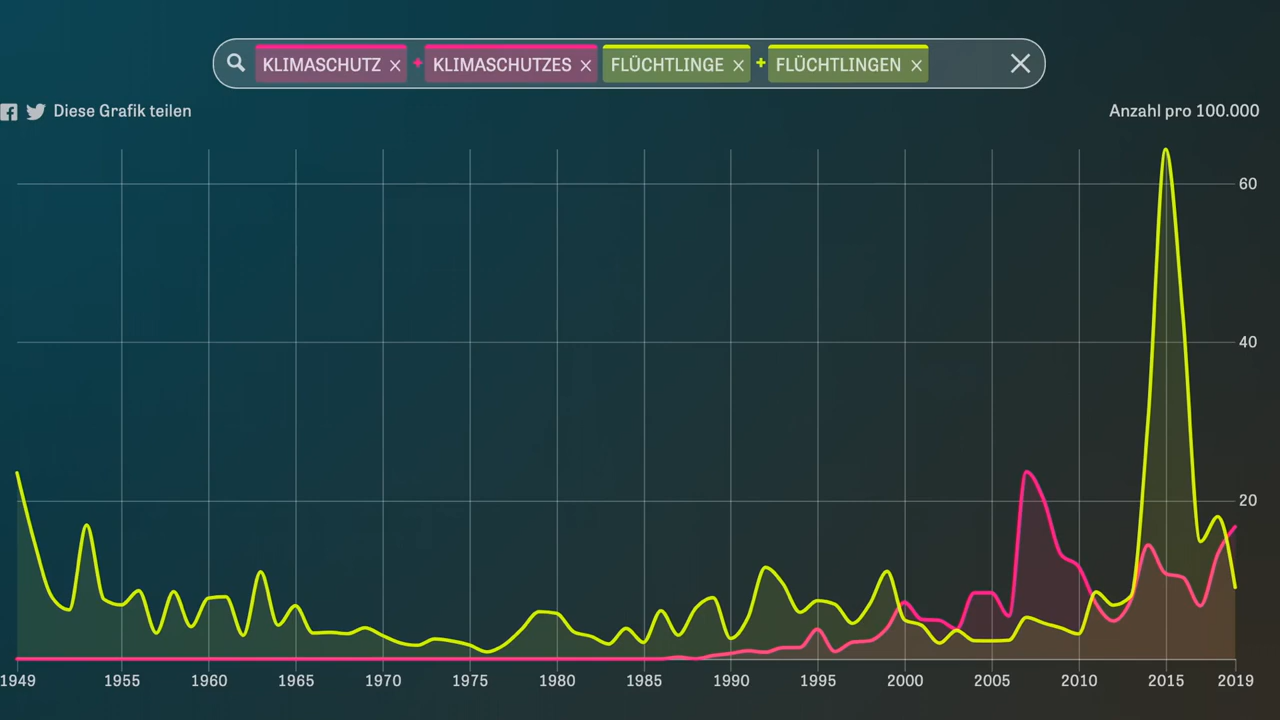 KLIMASCHUTZ × + KLIMASCHUTZES × FLÜCHTLINGE × + FLÜCHTLINGEN ×
Diese Grafik teilen
Anzahl pro 100.000
60
40
20
1949 1955 1960 1965 1970 1975 1980 1985 1990 1995 2000 2005 2010 2015 2019